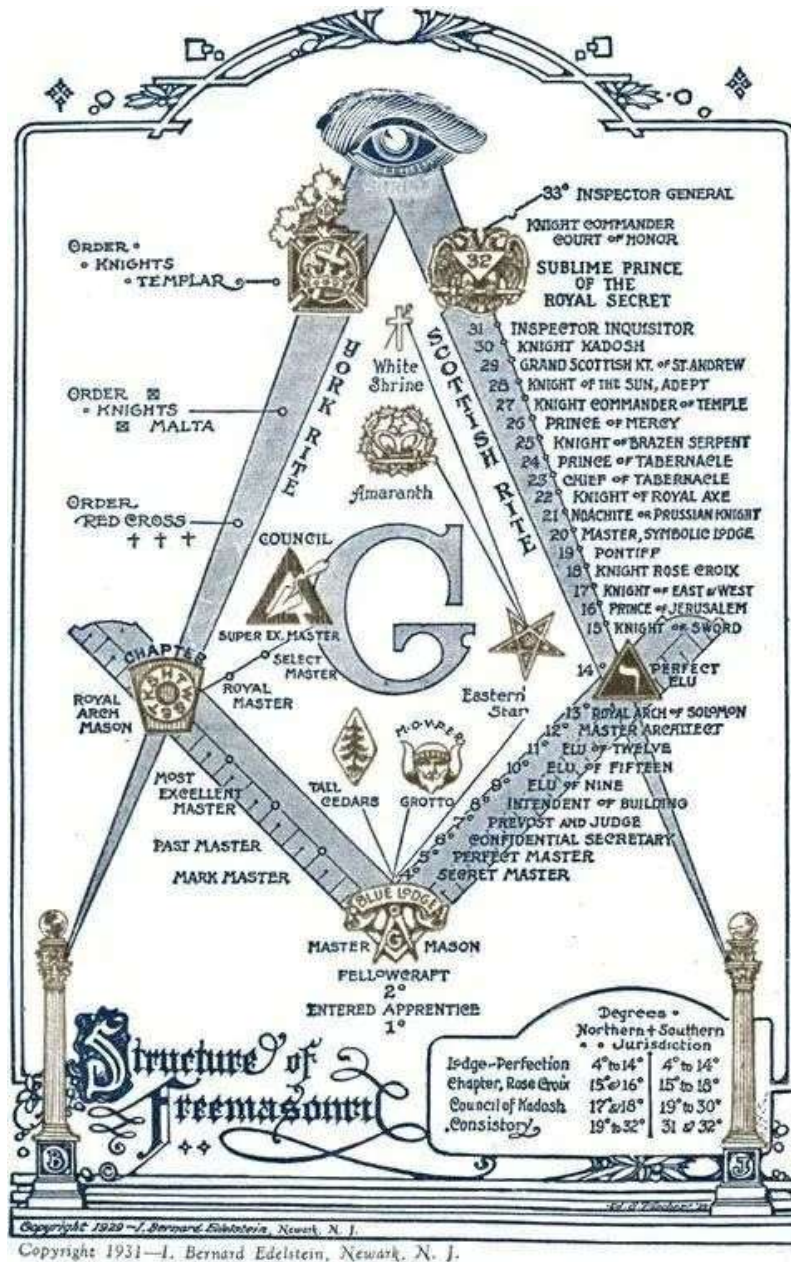 33° INSPECTOR GENERAL
KNIGHT COMMANDER
COURT OF HONOR
32
SUBLIME PRINCE
OF THE
ROYAL SECRET
ORDER
KNIGHTS
TEMPLAR
ORDER
KNIGHTS
MALTA
ORDER
RED CROSS
YORK RITE
SCOTTISH RITE
White
Shrine
Amaranth
31 INSPECTOR INQUISITOR
30 KNIGHT KADOSH
29 GRAND SCOTTISH KT. OF ST. ANDREW
28 KNIGHT OF THE SUN, ADEPT
27 KNIGHT COMMANDER OF TEMPLE
26 PRINCE OF MERCY
25 KNIGHT OF BRAZEN SERPENT
24 PRINCE OF TABERNACLE
23 CHIEF OF TABERNACLE
22 KNIGHT OF ROYAL AXE
21 NOACHITE OR PRUSSIAN KNIGHT
20° MASTER, SYMBOLIC LODGE
19° PONTIFF
18° KNIGHT ROSE CROIX
17° KNIGHT OF EAST & WEST
16° PRINCE OF JERUSALEM
15° KNIGHT OF SWORD
14° PERFECT
ELU
G
COUNCIL
SUPER EX. MASTER
SELECT
MASTER
ROYAL
MASTER
CHAPTER
HTWSSTKS
ROYAL
ARCH
MASON
Eastern
Star
13° ROYAL ARCH OF SOLOMON
12° MASTER ARCHITECT
11° ELU OF TWELVE
10° ELU OF FIFTEEN
9° ELU OF NINE
8° INTENDENT OF BUILDING
7° PREVOST AND JUDGE
6° CONFIDENTIAL SECRETARY
5° PERFECT MASTER
4° SECRET MASTER
M.O.V.P.E.R.
GROTTO
TALL
CEDARS
MOST
EXCELLENT
MASTER
PAST MASTER
MARK MASTER
BLUE LODGE
G
MASTER MASON
FELLOWCRAFT
2°
ENTERED APPRENTICE
1°
Structure of
Freemasonry
Degrees
Northern + Southern
Jurisdiction
Lodge-Perfection 4° to 14° 4° to 14°
Chapter, Rose Croix 15° & 16° 15° to 18°
Council of Kadosh 17° & 18° 19° to 30°
Consistory 19° to 32° 31 & 32°
B
J
Copyright 1929—I. Bernard Edelstein, Newark, N. J.
Copyright 1931—I. Bernard Edelstein, Newark, N. J.